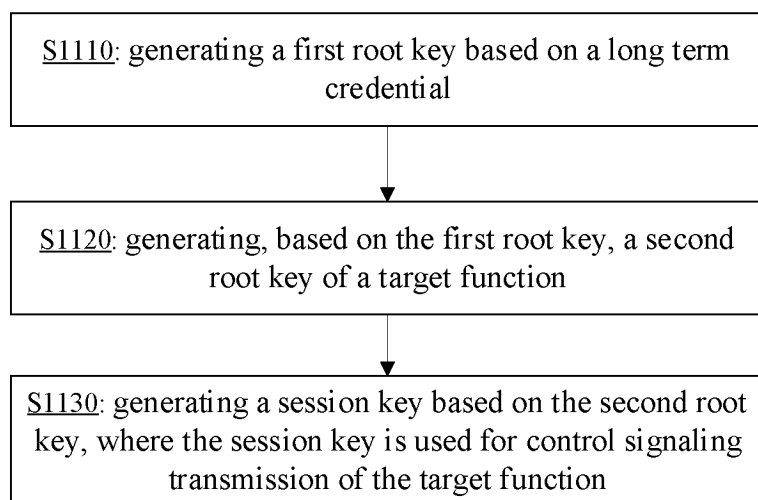 S1110: generating a first root key based on a long term
credential
S1120: generating, based on the first root key, a second
root key of a target function
S1130: generating a session key based on the second root
key, where the session key is used for control signaling
transmission of the target function